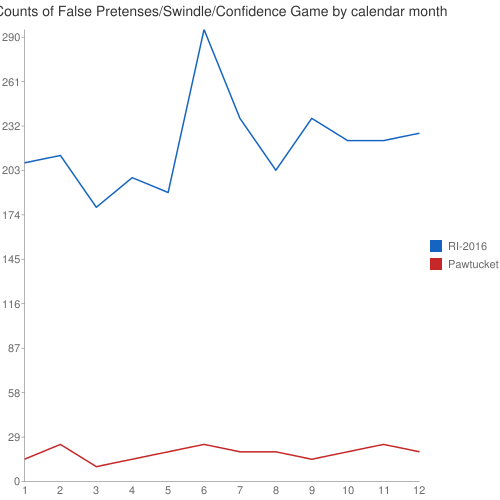 Counts of False Pretenses/Swindle/Confidence Game by calendar month
290
261
232
203
174
145
116
87
58
29
0
1 2 3 4 5 6 7 8 9 10 11 12
RI-2016
Pawtucket